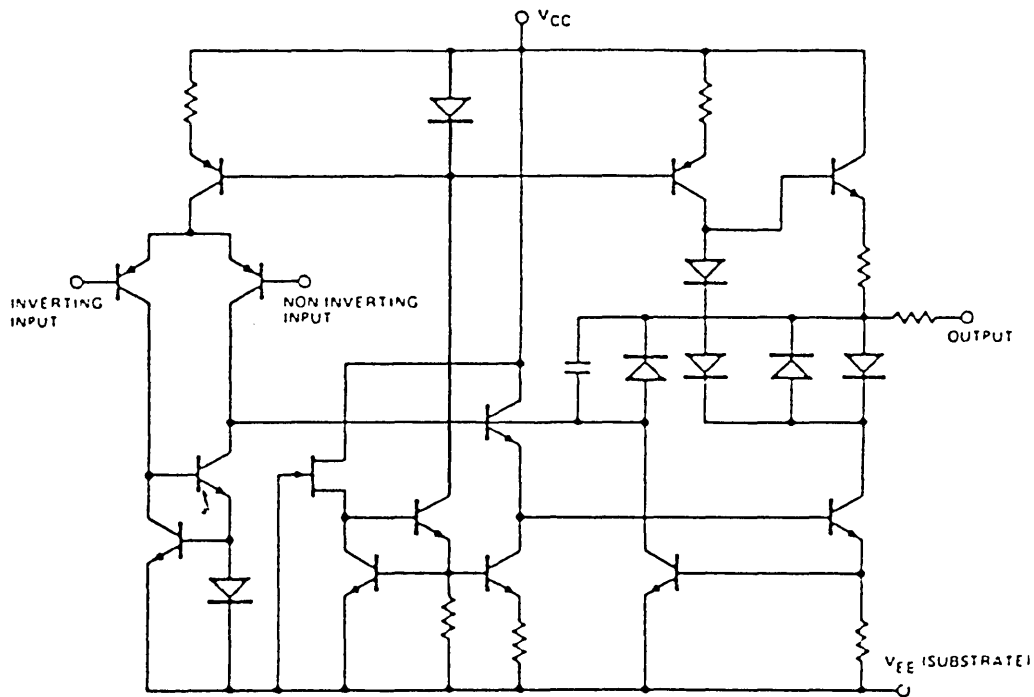 VCC
INVERTING
INPUT
NON INVERTING
INPUT
OUTPUT
VEE (SUBSTRATE)